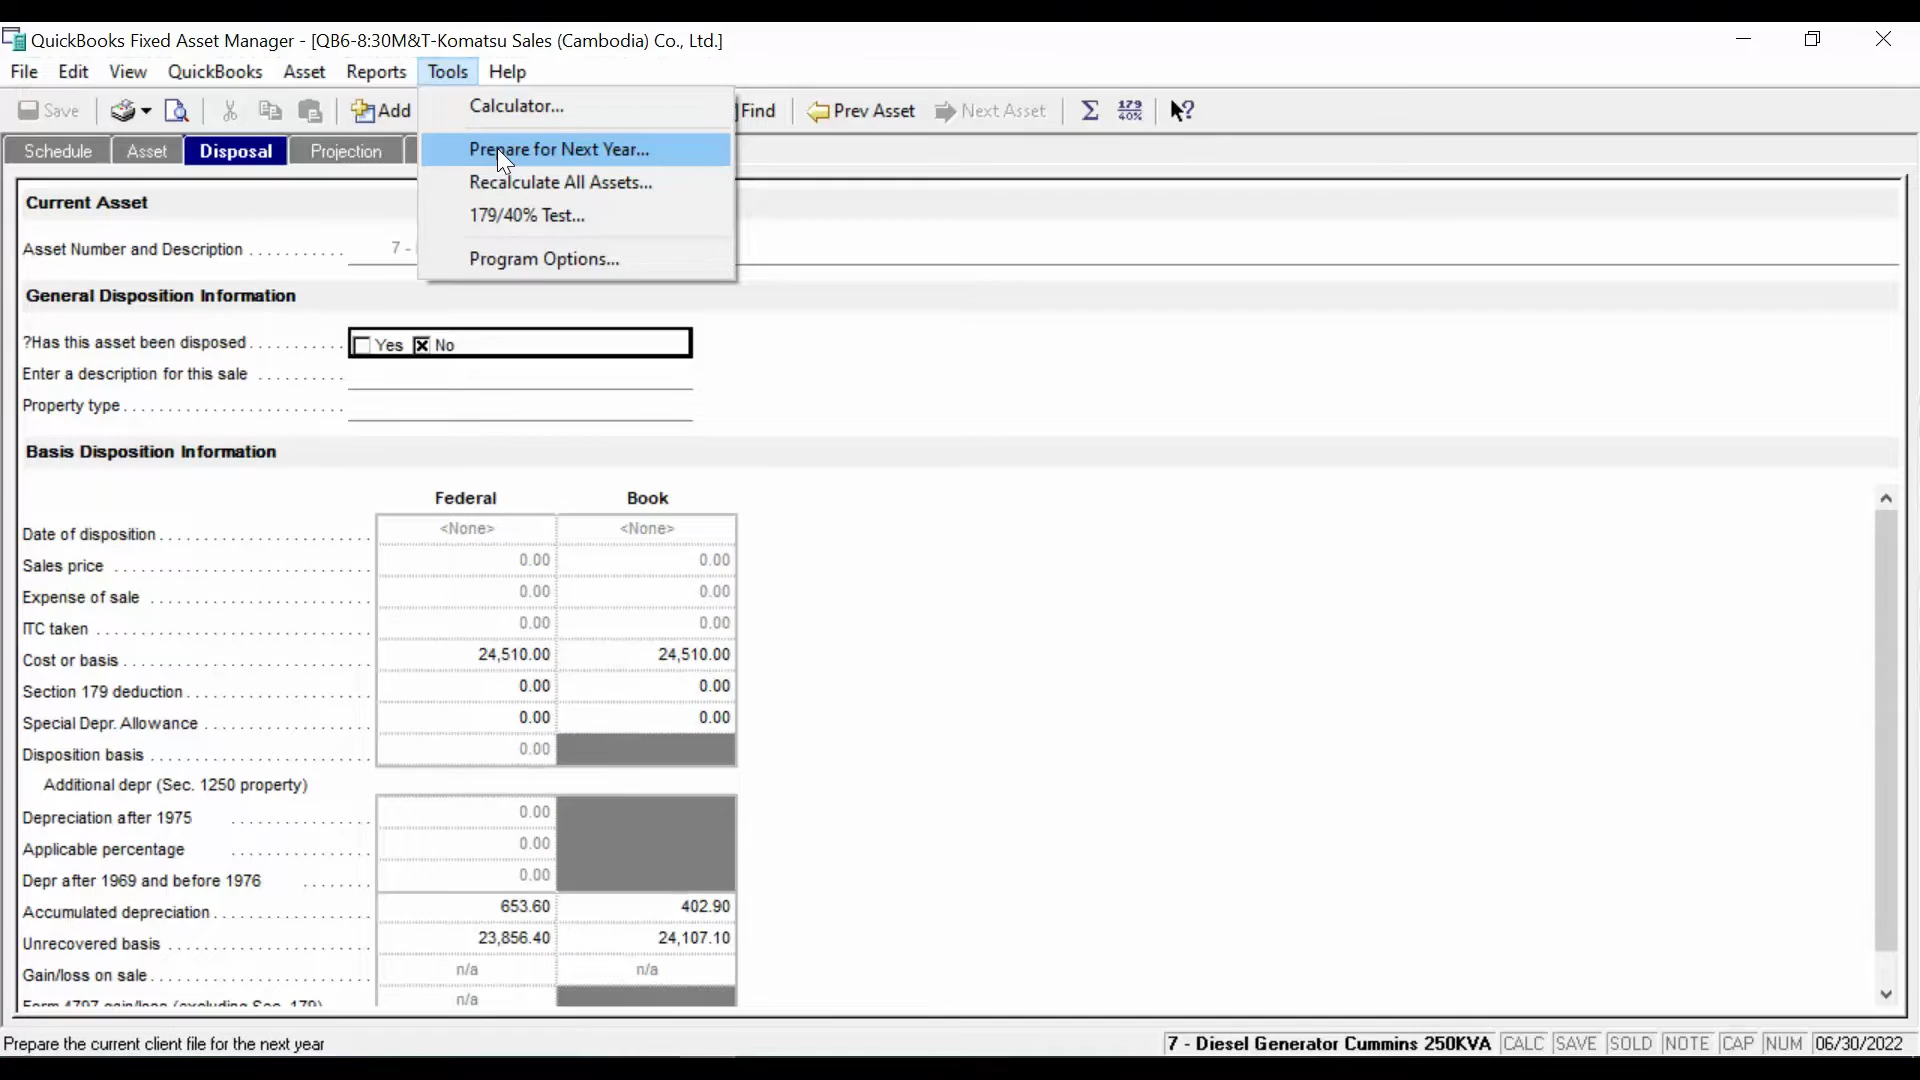 QuickBooks Fixed Asset Manager - [QB6-8:30M&T-Komatsu Sales (Cambodia) Co., Ltd.]
File Edit View QuickBooks Asset Reports Tools Help
Save Add Find Prev Asset Next Asset Σ 179 40% ?
Calculator...
Schedule Asset Disposal Projection
Prepare for Next Year...
Recalculate All Assets...
179/40% Test...
Program Options...
Current Asset
Asset Number and Description . . . . . . . . . . . 7 -
General Disposition Information
?Has this asset been disposed . . . . . . . . . . . Yes No
Enter a description for this sale . . . . . . . . . .
Property type . . . . . . . . . . . . . . . . . . . . . . . . . .
Basis Disposition Information
Federal Book
Date of disposition . . . . . . . . . . . . . . . . . . . . . . . . <None> <None>
Sales price . . . . . . . . . . . . . . . . . . . . . . . . . . . . . 0.00 0.00
Expense of sale . . . . . . . . . . . . . . . . . . . . . . . . . 0.00 0.00
ITC taken . . . . . . . . . . . . . . . . . . . . . . . . . . . . . . 0.00 0.00
Cost or basis . . . . . . . . . . . . . . . . . . . . . . . . . . . 24,510.00 24,510.00
Section 179 deduction . . . . . . . . . . . . . . . . . . . . . 0.00 0.00
Special Depr. Allowance . . . . . . . . . . . . . . . . . . . 0.00 0.00
Disposition basis . . . . . . . . . . . . . . . . . . . . . . . . 0.00
Additional depr (Sec. 1250 property)
Depreciation after 1975 . . . . . . . . . . . . . . . 0.00
Applicable percentage . . . . . . . . . . . . . . . 0.00
Depr after 1969 and before 1976 . . . . . . . 0.00
Accumulated depreciation . . . . . . . . . . . . . . . . . . 653.60 402.90
Unrecovered basis . . . . . . . . . . . . . . . . . . . . . . . 23,856.40 24,107.10
Gain/loss on sale . . . . . . . . . . . . . . . . . . . . . . . . n/a n/a
Form 4797 gain/loss (excluding Sec. 179) n/a
Prepare the current client file for the next year 7 - Diesel Generator Cummins 250KVA CALC SAVE SOLD NOTE CAP NUM 06/30/2022